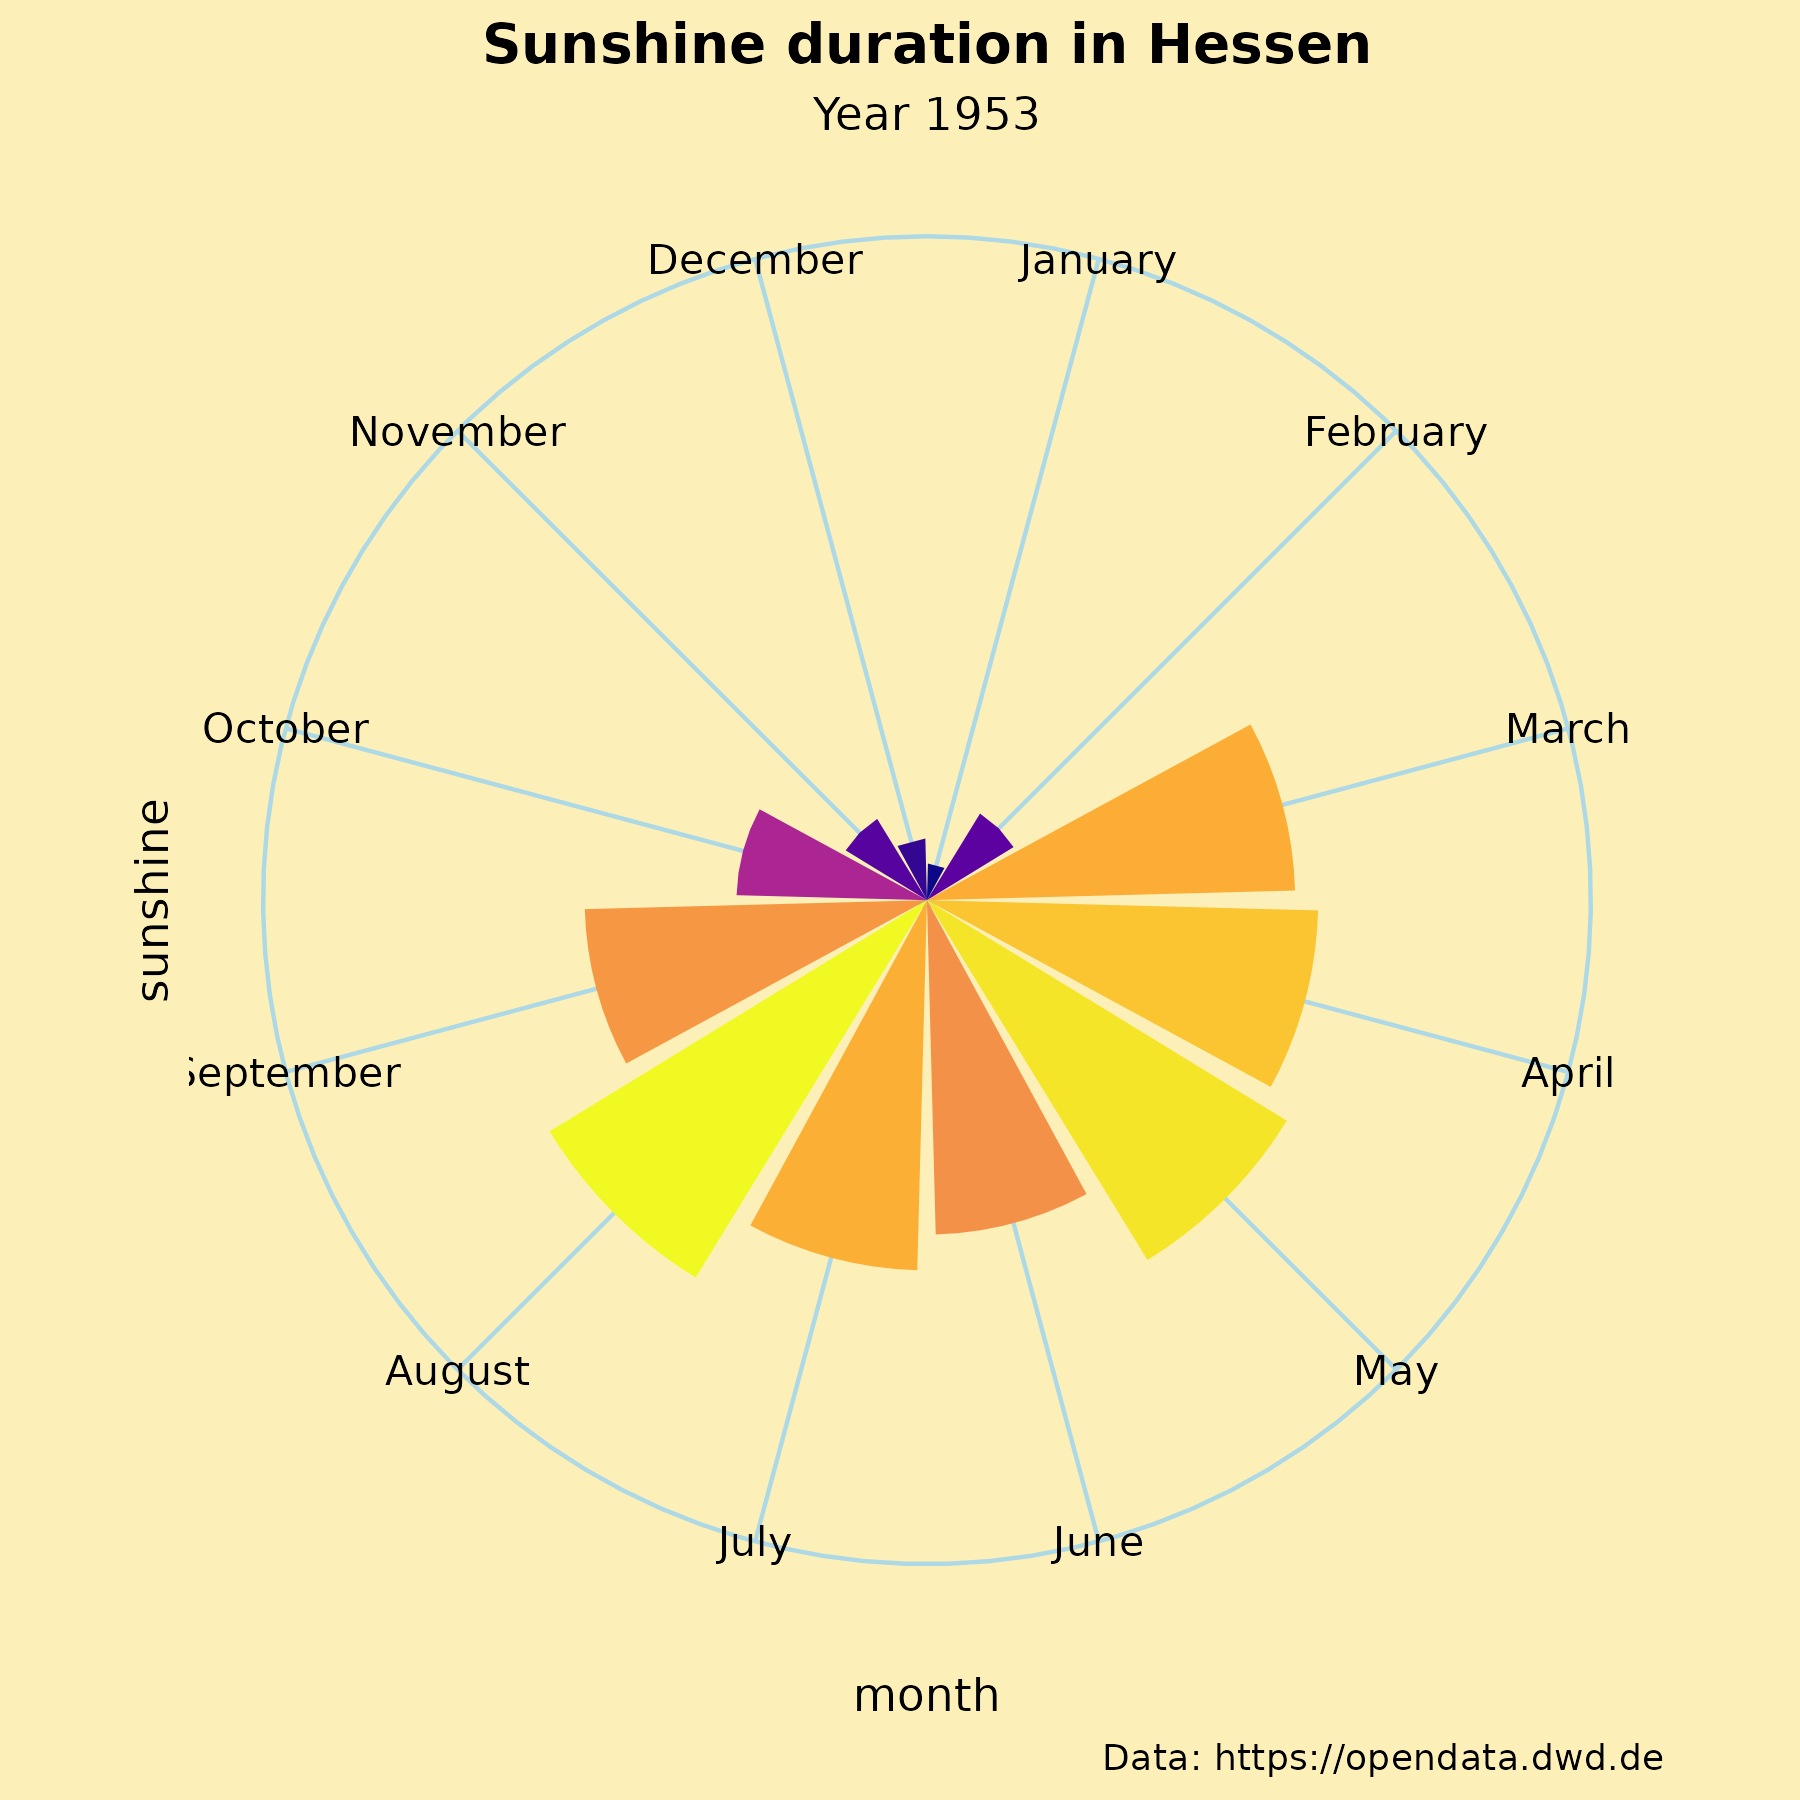 Sunshine duration in Hessen
Year 1953
December
January
November
February
October
March
sunshine
September
April
August
May
July
June
month
Data: https://opendata.dwd.de